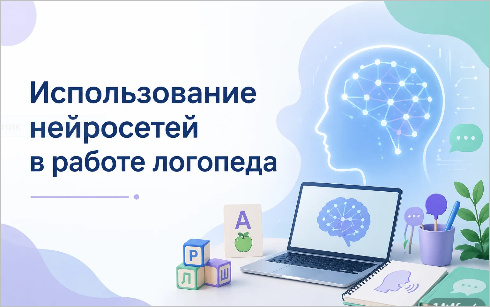 Использование
нейросетей
в работе логопеда
А
Р
Л
Ш